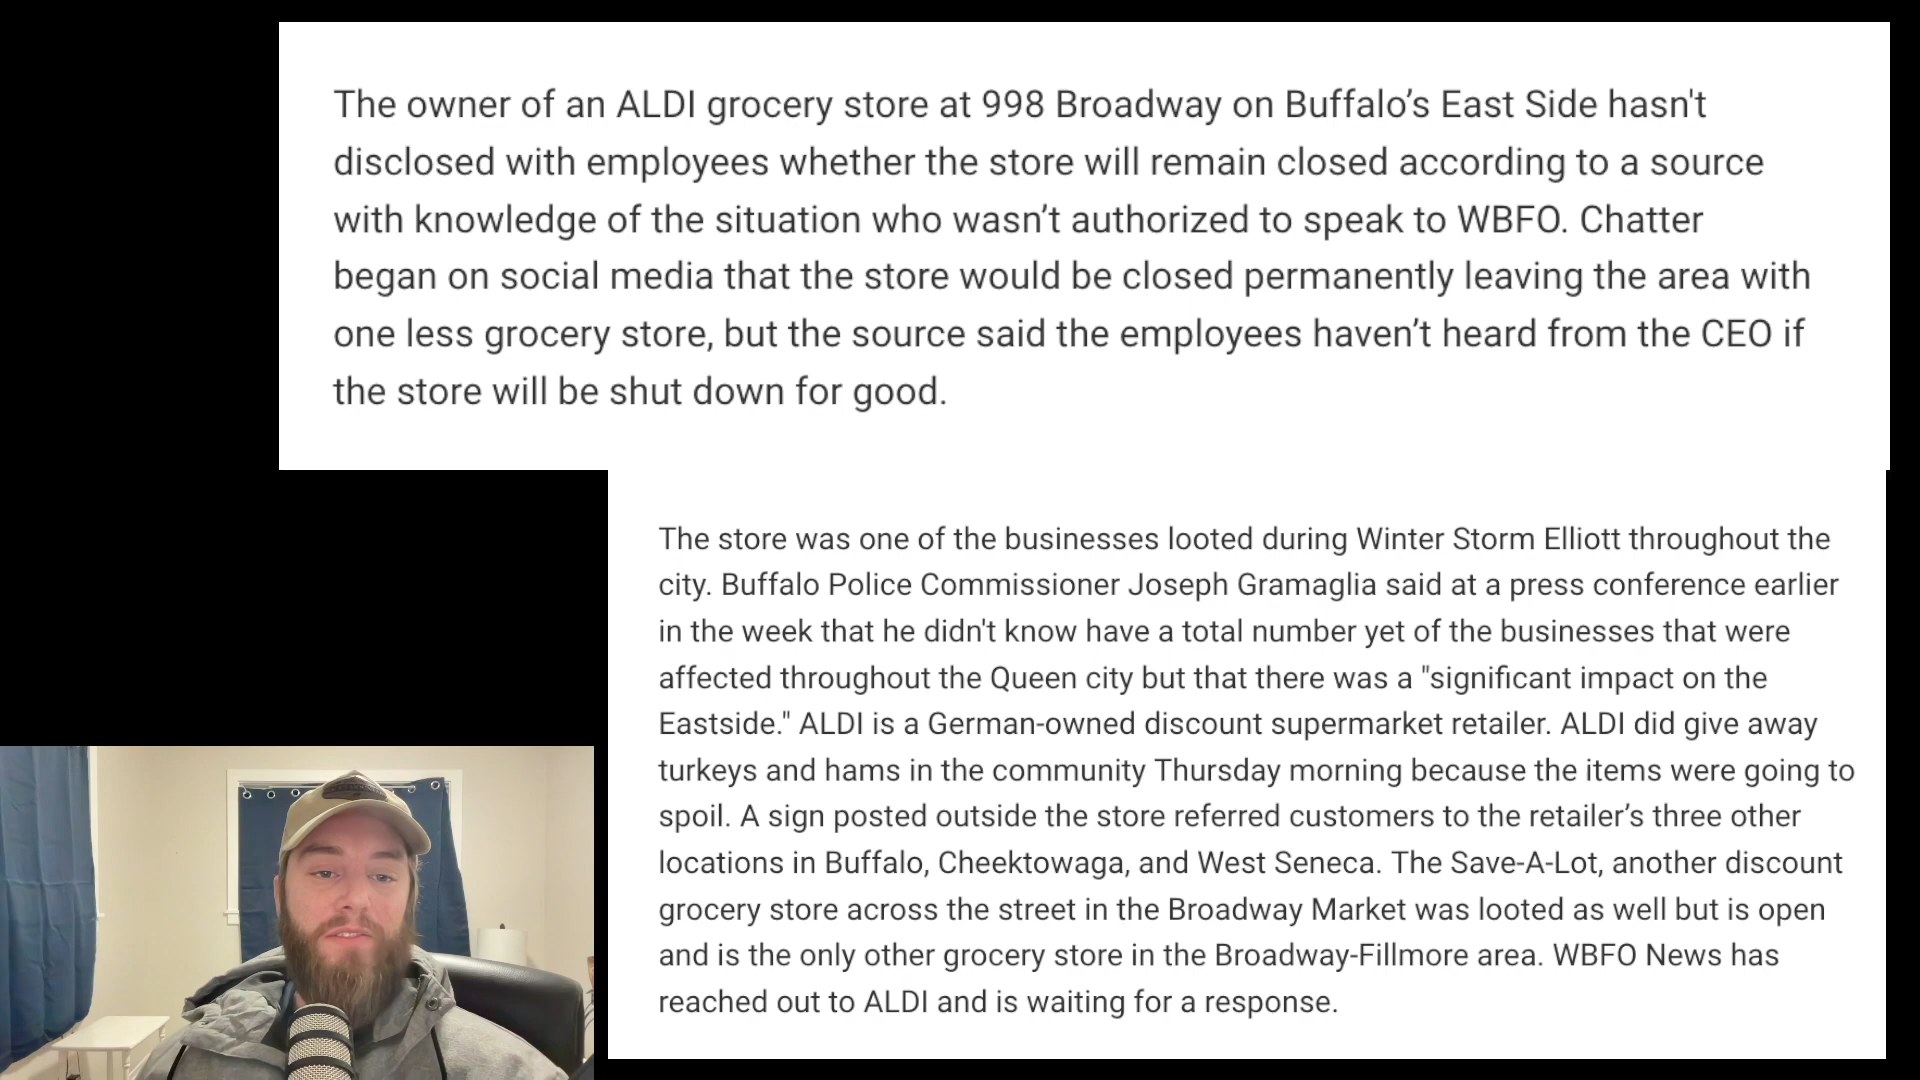 The owner of an ALDI grocery store at 998 Broadway on Buffalo’s East Side hasn't
disclosed with employees whether the store will remain closed according to a source
with knowledge of the situation who wasn’t authorized to speak to WBFO. Chatter
began on social media that the store would be closed permanently leaving the area with
one less grocery store, but the source said the employees haven’t heard from the CEO if
the store will be shut down for good.
The store was one of the businesses looted during Winter Storm Elliott throughout the
city. Buffalo Police Commissioner Joseph Gramaglia said at a press conference earlier
in the week that he didn't know have a total number yet of the businesses that were
affected throughout the Queen city but that there was a "significant impact on the
Eastside." ALDI is a German-owned discount supermarket retailer. ALDI did give away
turkeys and hams in the community Thursday morning because the items were going to
spoil. A sign posted outside the store referred customers to the retailer’s three other
locations in Buffalo, Cheektowaga, and West Seneca. The Save-A-Lot, another discount
grocery store across the street in the Broadway Market was looted as well but is open
and is the only other grocery store in the Broadway-Fillmore area. WBFO News has
reached out to ALDI and is waiting for a response.